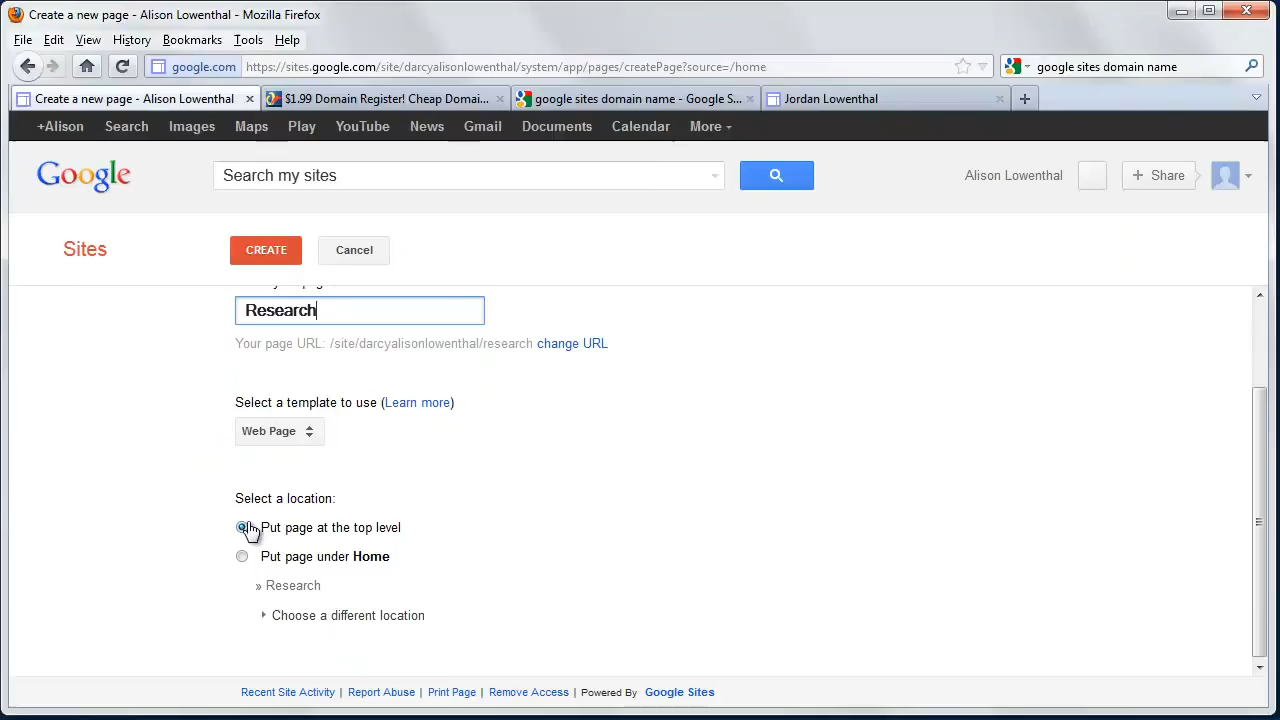 Create a new page - Alison Lowenthal - Mozilla Firefox
File Edit View History Bookmarks Tools Help
google.com https://sites.google.com/site/darcyalisonlowenthal/system/app/pages/createPage?source=/home google sites domain name
Create a new page - Alison Lowenthal $1.99 Domain Register! Cheap Domai... google sites domain name - Google S... Jordan Lowenthal
+Alison Search Images Maps Play YouTube News Gmail Documents Calendar More
Google Search my sites Alison Lowenthal + Share
Sites CREATE Cancel
Research
Your page URL: /site/darcyalisonlowenthal/research change URL
Select a template to use (Learn more)
Web Page
Select a location:
Put page at the top level
Put page under Home
» Research
Choose a different location
Recent Site Activity | Report Abuse | Print Page | Remove Access | Powered By Google Sites